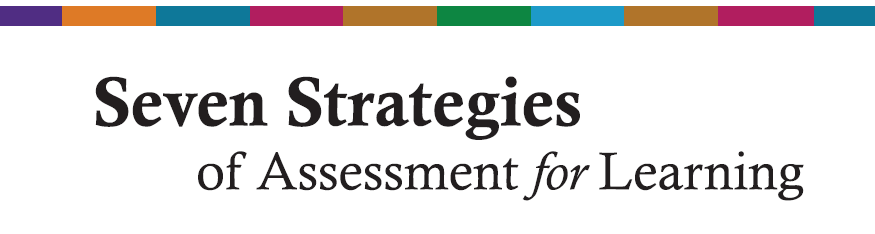 Seven Strategies
of Assessment for Learning